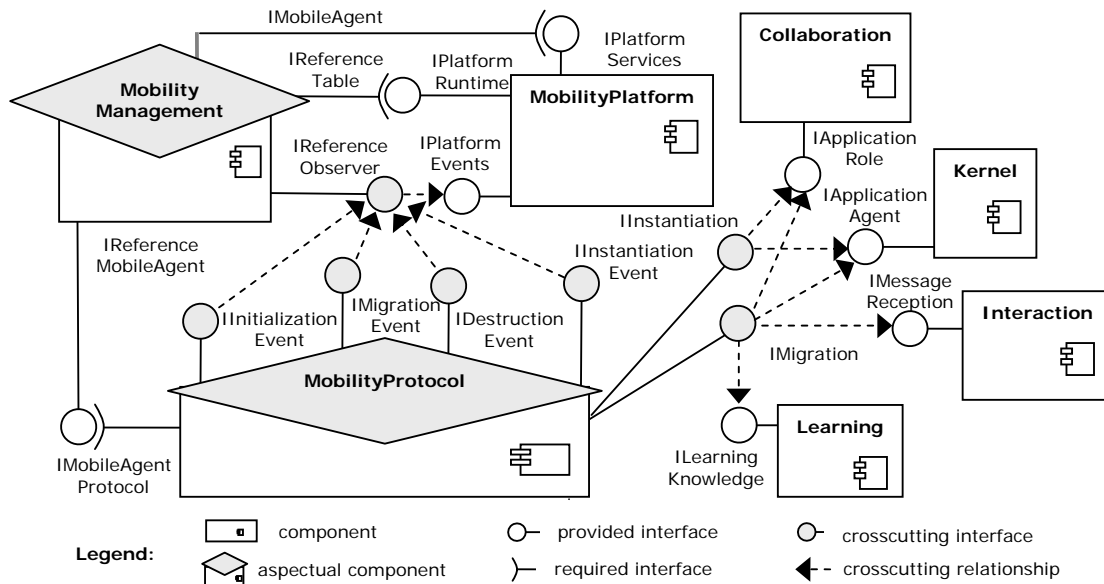 IMobileAgent
IPlatform
Services
Collaboration
IReference
Table
IPlatform
Runtime
Mobility
Management
MobilityPlatform
IReference
Observer
IPlatform
Events
IApplication
Role
Kernel
IApplication
Agent
IInstantiation
IReference
MobileAgent
IInstantiation
Event
IMessage
Reception
IInitialization
Event
IMigration
Event
IDestruction
Event
Interaction
IMigration
MobilityProtocol
Learning
IMobileAgent
Protocol
ILearning
Knowledge
Legend:
component
provided interface
crosscutting interface
aspectual component
required interface
crosscutting relationship